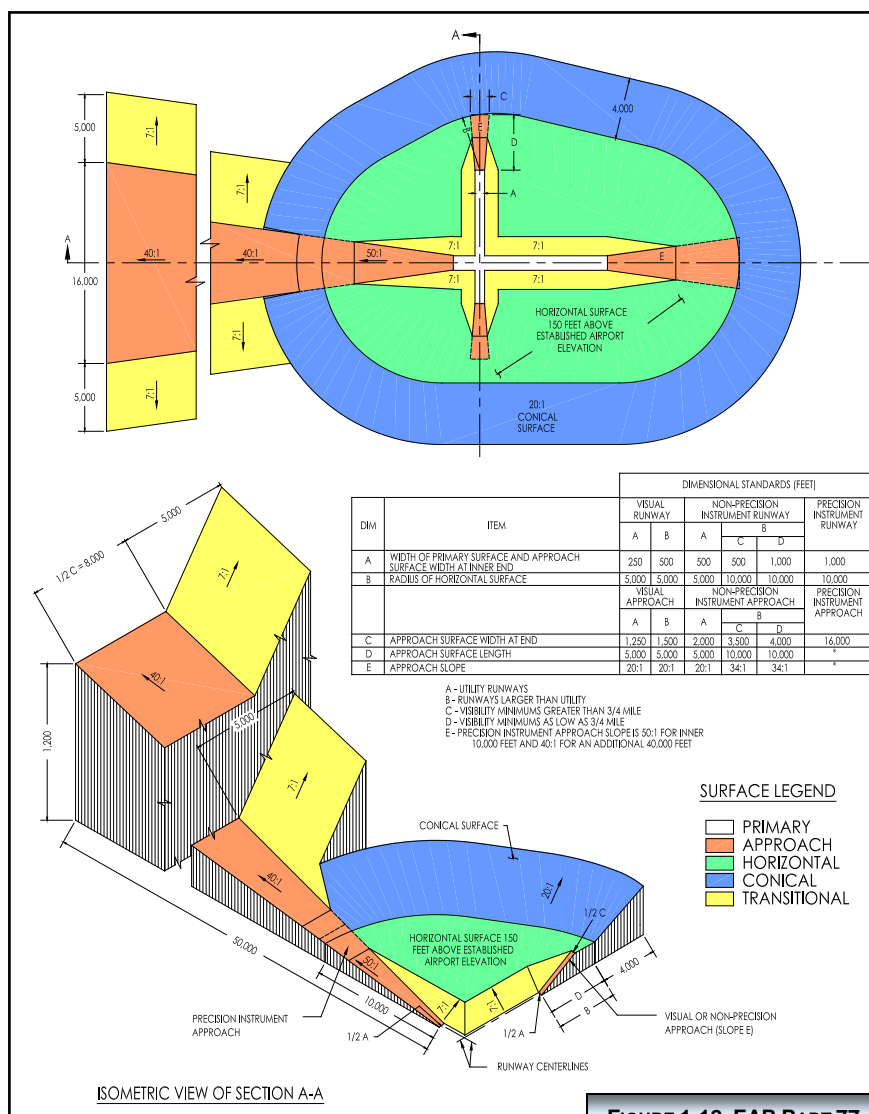 A
C
B
E
4,000
5,000
7:1
D
7:1
A
A
7:1
7:1
40:1
40:1
50:1
E
7:1
7:1
16,000
HORIZONTAL SURFACE
150 FEET ABOVE
ESTABLISHED AIRPORT
ELEVATION
7:1
5,000
7:1
20:1
CONICAL
SURFACE
DIMENSIONAL STANDARDS (FEET)
DIM ITEM VISUAL RUNWAY NON-PRECISION INSTRUMENT RUNWAY PRECISION INSTRUMENT RUNWAY
A B A B
C D
A WIDTH OF PRIMARY SURFACE AND APPROACH SURFACE WIDTH AT INNER END 250 500 500 500 1,000 1,000
B RADIUS OF HORIZONTAL SURFACE 5,000 5,000 5,000 10,000 10,000 10,000
VISUAL APPROACH NON-PRECISION INSTRUMENT APPROACH PRECISION INSTRUMENT APPROACH
A B A B
C D
C APPROACH SURFACE WIDTH AT END 1,250 1,500 2,000 3,500 4,000 16,000
D APPROACH SURFACE LENGTH 5,000 5,000 5,000 10,000 10,000 *
E APPROACH SLOPE 20:1 20:1 20:1 34:1 34:1 *
A - UTILITY RUNWAYS
B - RUNWAYS LARGER THAN UTILITY
C - VISIBILITY MINIMUMS GREATER THAN 3/4 MILE
D - VISIBILITY MINIMUMS AS LOW AS 3/4 MILE
E - PRECISION INSTRUMENT APPROACH SLOPE IS 50:1 FOR INNER
10,000 FEET AND 40:1 FOR AN ADDITIONAL 40,000 FEET
5,000
1/2 C = 8,000
7:1
40:1
1,200
5,000
7:1
CONICAL SURFACE
40:1
20:1
1/2 C
HORIZONTAL SURFACE 150
FEET ABOVE ESTABLISHED
AIRPORT ELEVATION
50:1
50,000
10,000
7:1
7:1
D
B
4,000
PRECISION INSTRUMENT
APPROACH
1/2 A
1/2 A
VISUAL OR NON-PRECISION
APPROACH (SLOPE E)
RUNWAY CENTERLINES
SURFACE LEGEND
PRIMARY
APPROACH
HORIZONTAL
CONICAL
TRANSITIONAL
ISOMETRIC VIEW OF SECTION A-A
FIGURE 1-10 FAR PART 77